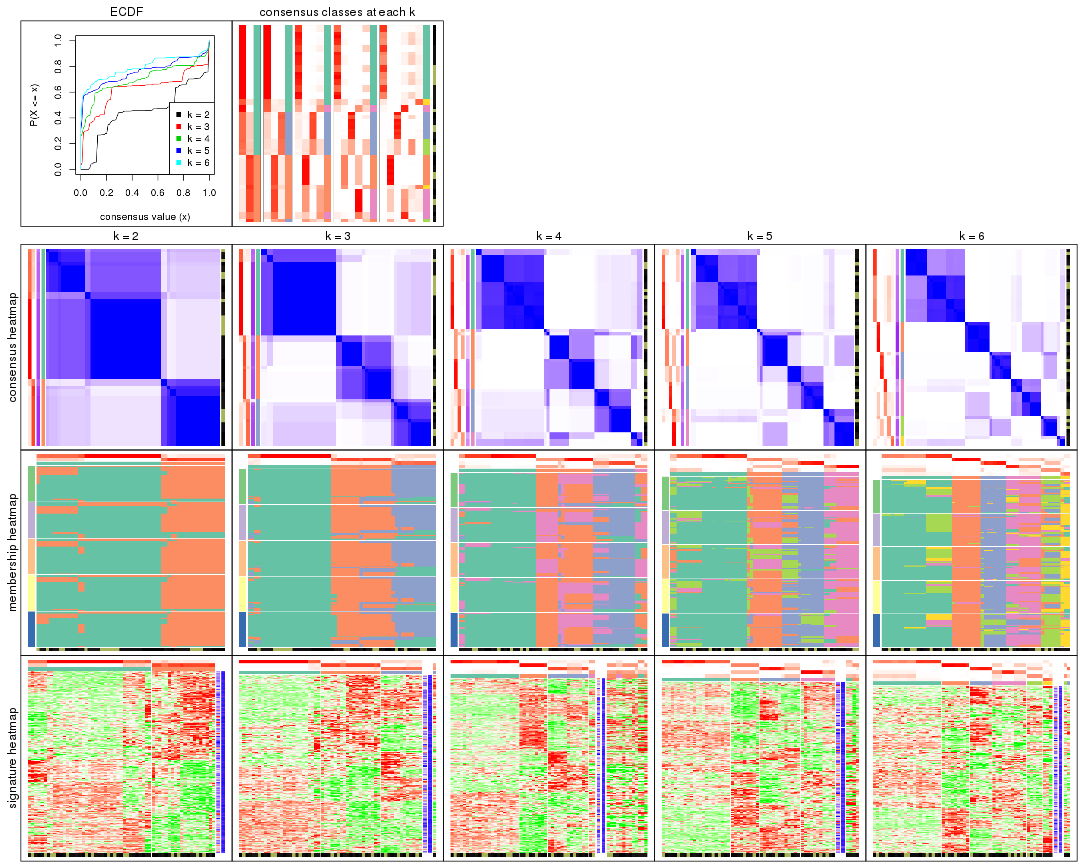 ECDF
consensus classes at each k
P(X <= x)
0.0 0.2 0.4 0.6 0.8 1.0
k = 2
k = 3
k = 4
k = 5
k = 6
0.0 0.2 0.4 0.6 0.8 1.0
consensus value (x)
k = 2
k = 3
k = 4
k = 5
k = 6
consensus heatmap
membership heatmap
signature heatmap